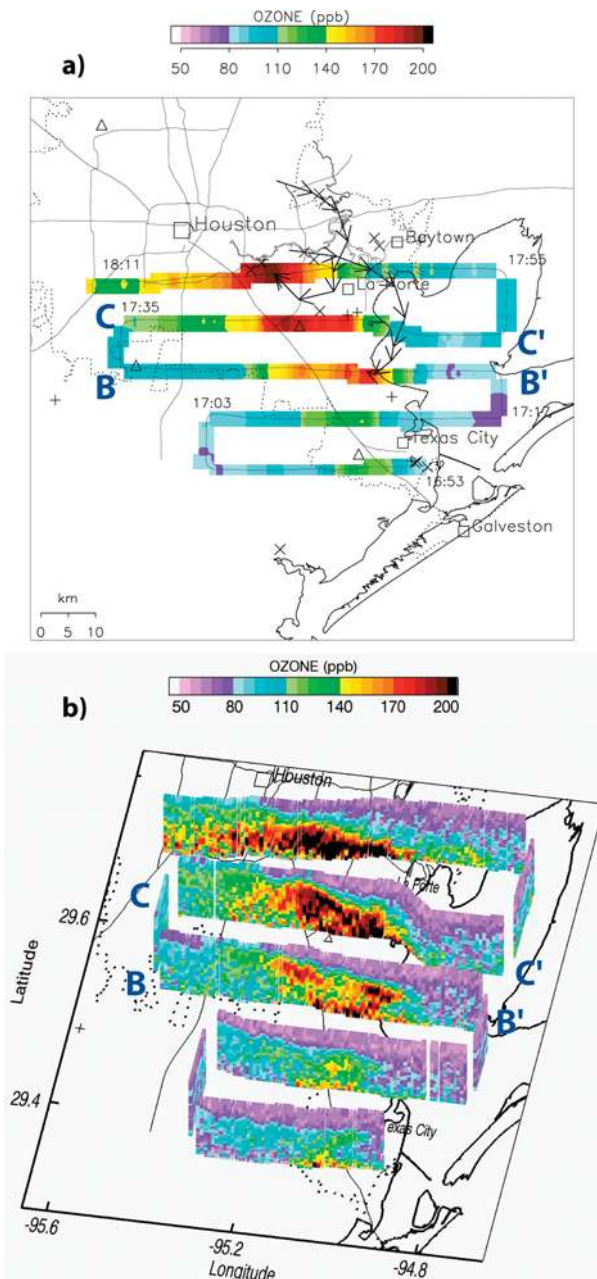 OZONE (ppb)
50 80 110 140 170 200
a)
Houston
Baytown
18:11
17:55
La Porte
17:35
C
C'
B
B'
17:03
17:17
Texas City
16:53
Galveston
km
0 5 10
OZONE (ppb)
50 80 110 140 170 200
b)
Houston
La Porte
C
29.6
C'
Latitude
B
B'
29.4
Texas City
-95.6
-95.2
-94.8
Longitude